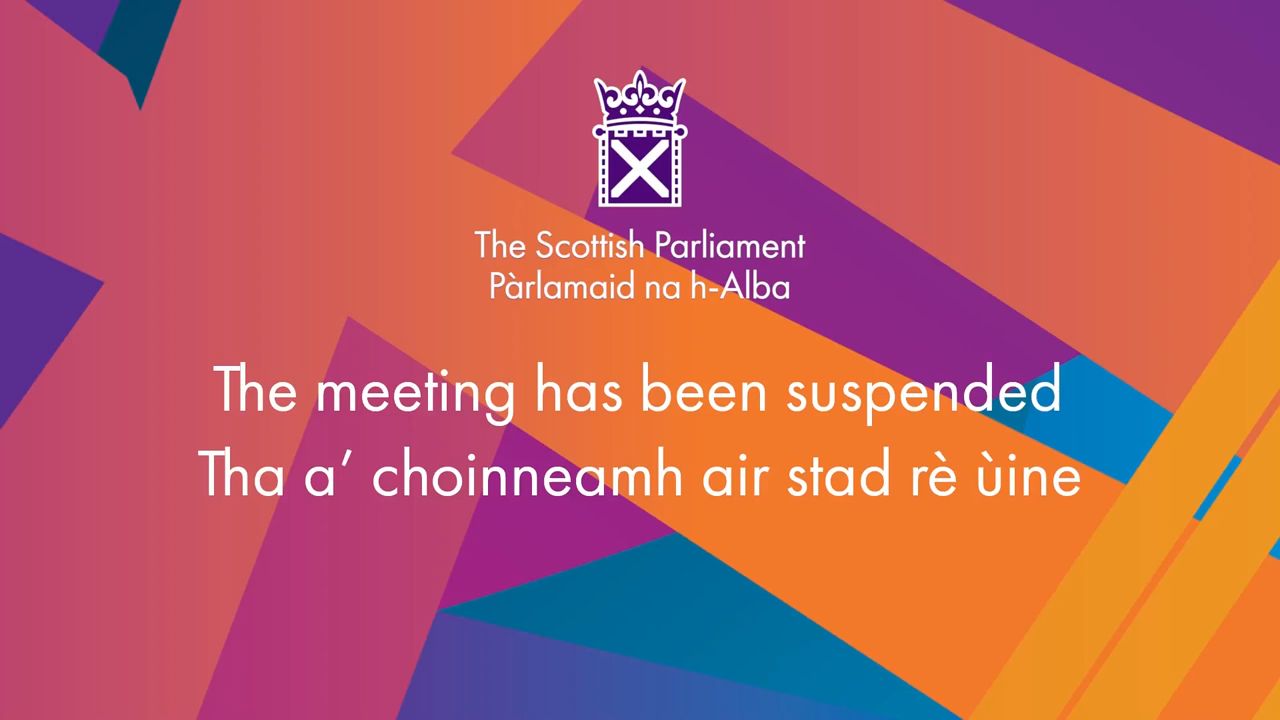 The Scottish Parliament
Pàrlamaid na h-Alba
The meeting has been suspended
Tha a’ choinneamh air stad rè ùine